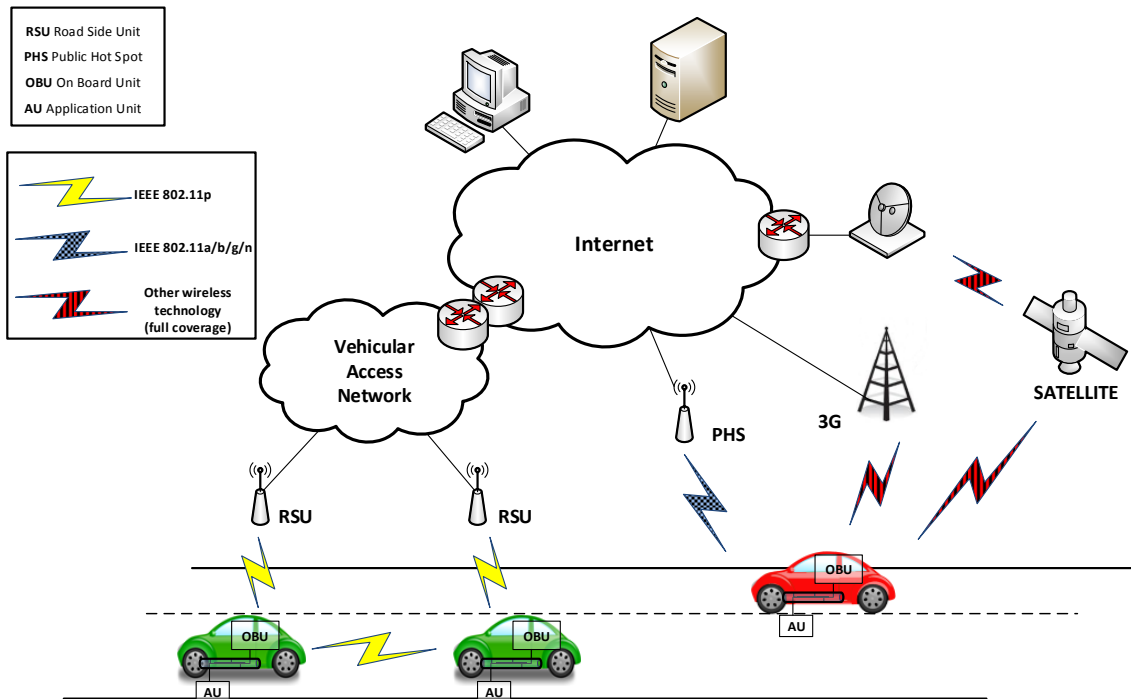 RSU Road Side Unit
PHS Public Hot Spot
OBU On Board Unit
AU Application Unit
IEEE 802.11p
IEEE 802.11a/b/g/n
Other wireless
technology
(full coverage)
Internet
Vehicular
Access
Network
SATELLITE
3G
PHS
RSU
RSU
OBU
AU
OBU
AU
OBU
AU